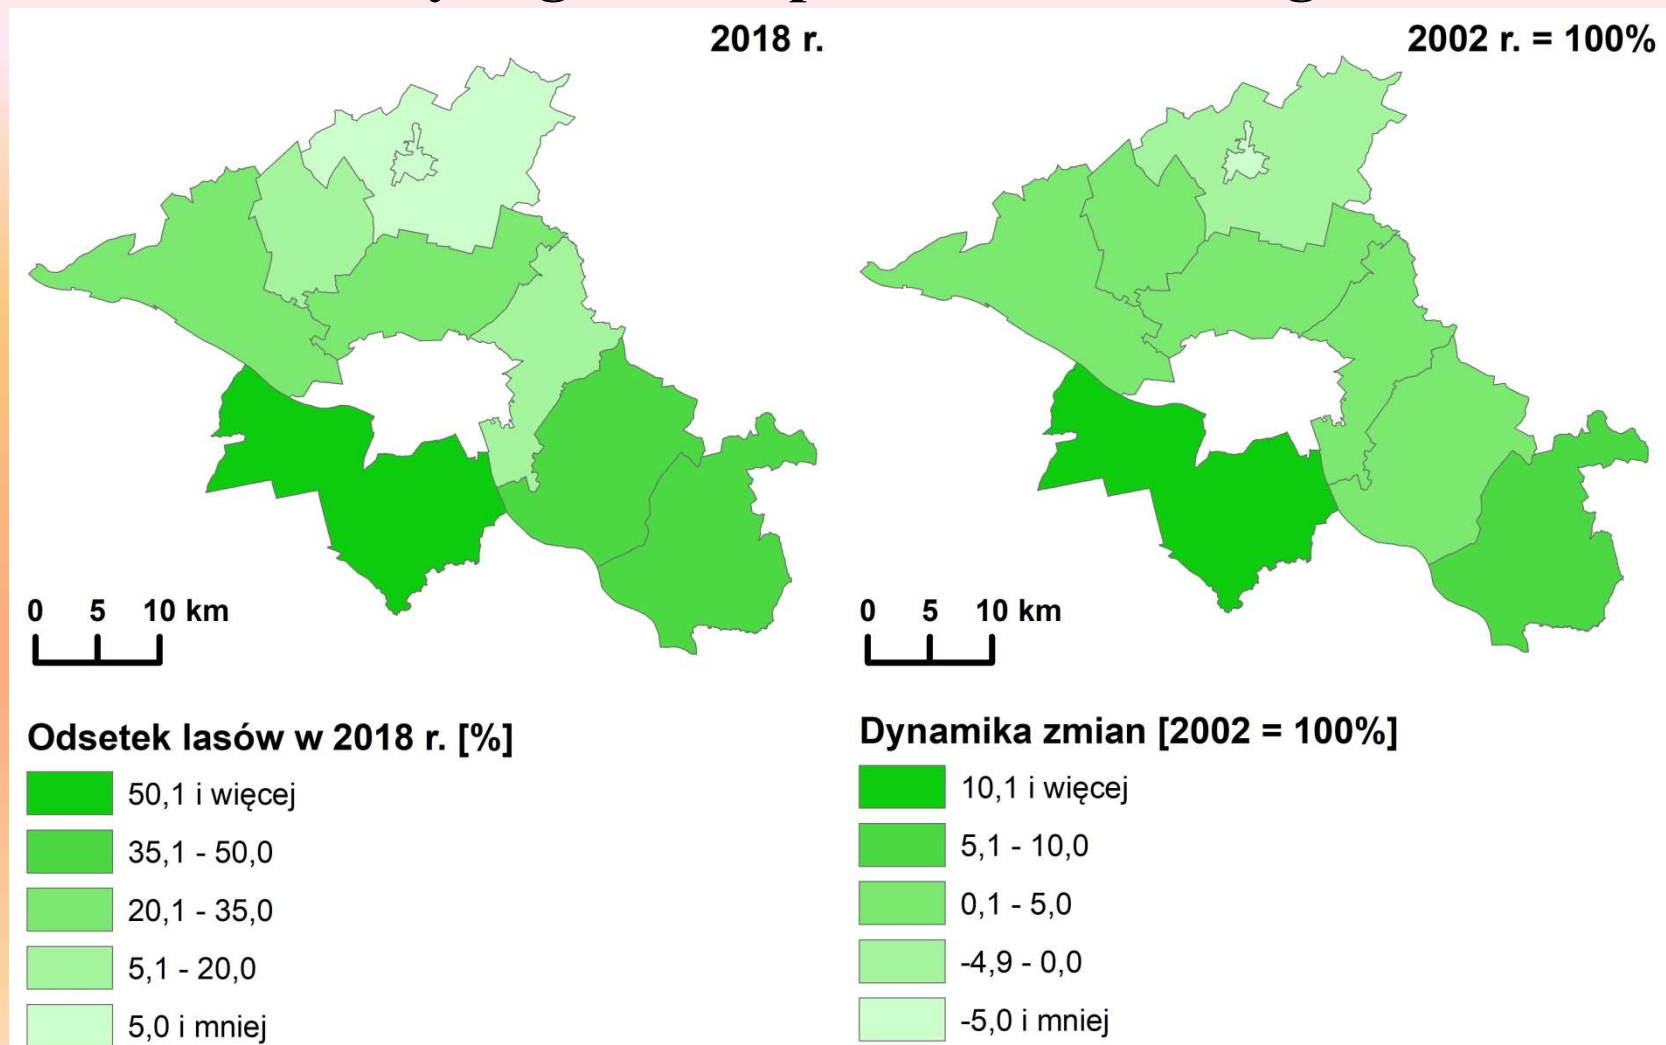 2018 r.
2002 r. = 100%
0 5 10 km
0 5 10 km
Odsetek lasów w 2018 r. [%]
50,1 i więcej
35,1 - 50,0
20,1 - 35,0
5,1 - 20,0
5,0 i mniej
Dynamika zmian [2002 = 100%]
10,1 i więcej
5,1 - 10,0
0,1 - 5,0
-4,9 - 0,0
-5,0 i mniej